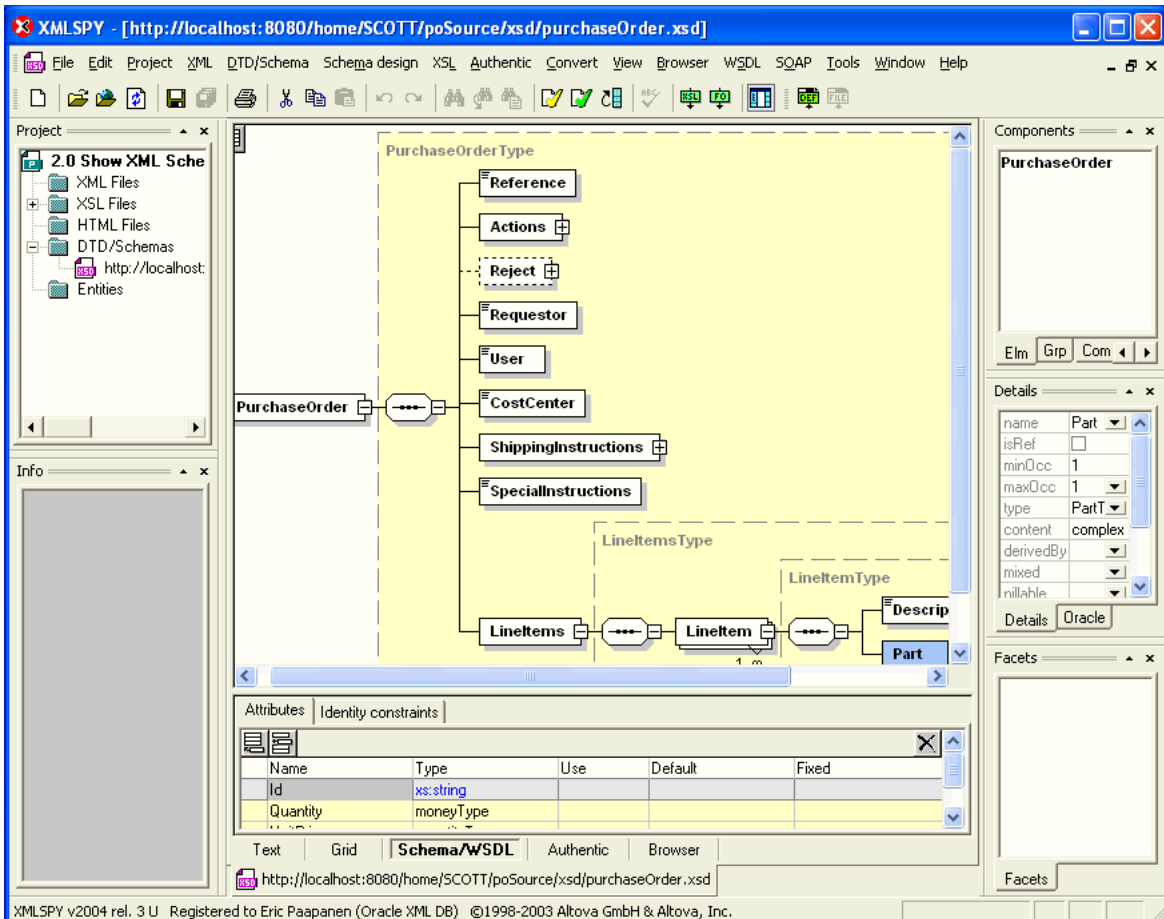 XMLSPY - [http://localhost:8080/home/SCOTT/poSource/xsd/purchaseOrder.xsd]
File Edit Project XML DTD/Schema Schema design XSL Authentic Convert View Browser WSDL SOAP Tools Window Help
Project
2.0 Show XML Sche
XML Files
XSL Files
HTML Files
DTD/Schemas
http://localhost:
Entities
Info
PurchaseOrderType
Reference
Actions
Reject
Requestor
User
CostCenter
PurchaseOrder
ShippingInstructions
SpecialInstructions
LineItemsType
LineItemType
Descrip
LineItems
LineItem
Part
Attributes Identity constraints
Name Type Use Default Fixed
Id xs:string
Quantity moneyType
Text Grid Schema/WSDL Authentic Browser
http://localhost:8080/home/SCOTT/poSource/xsd/purchaseOrder.xsd
Components
PurchaseOrder
Elm Grp Com
Details
name Part
isRef
minOcc 1
maxOcc 1
type PartT
content complex
derivedBy
mixed
nillable
Details Oracle
Facets
Facets
XMLSPY v2004 rel. 3 U Registered to Eric Paapanen (Oracle XML DB) ©1998-2003 Altova GmbH & Altova, Inc.